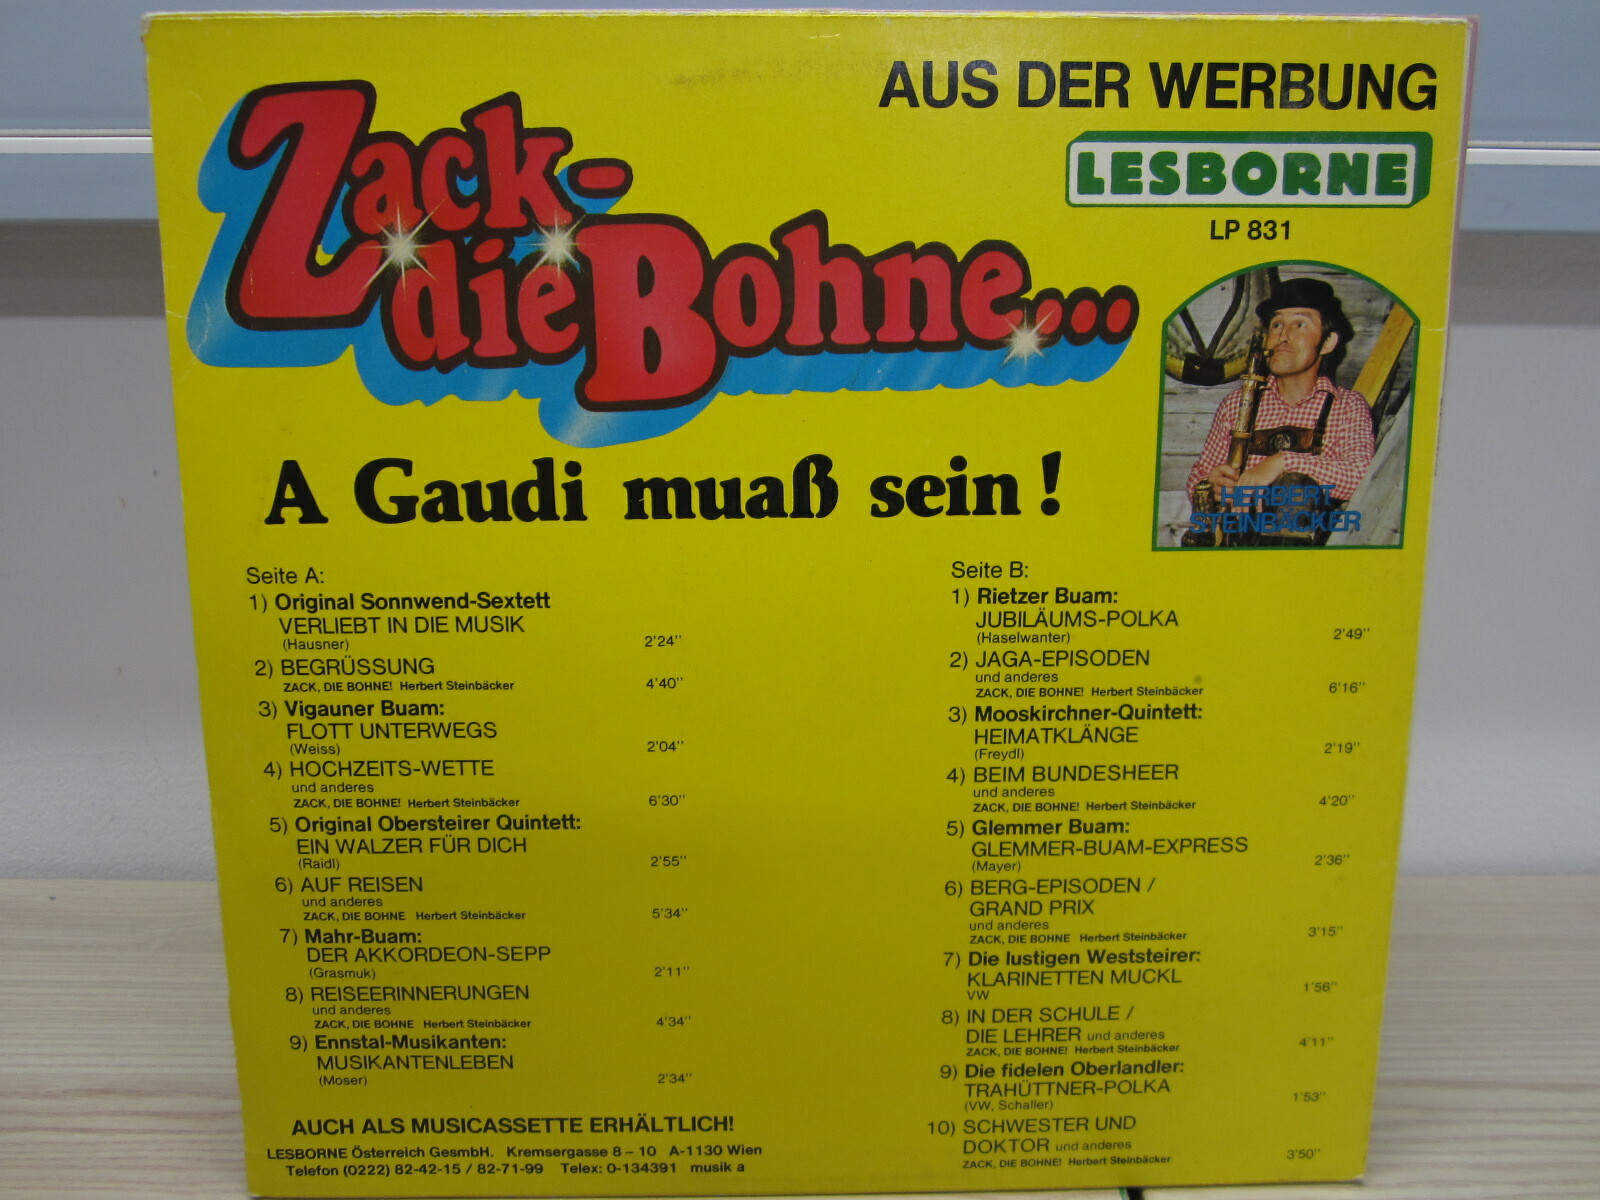 AUS DER WERBUNG
Zack-
die Bohne...
LESBORNE
LP 831
HERBERT
STEINBÄCKER
A Gaudi muaß sein!
Seite A:
1) Original Sonnwend-Sextett
VERLIEBT IN DIE MUSIK
(Hausner) 2'24''
2) BEGRÜSSUNG
ZACK, DIE BOHNE! Herbert Steinbäcker 4'40''
3) Vigauner Buam:
FLOTT UNTERWEGS
(Weiss) 2'04''
4) HOCHZEITS-WETTE
und anderes
ZACK, DIE BOHNE! Herbert Steinbäcker 6'30''
5) Original Obersteirer Quintett:
EIN WALZER FÜR DICH
(Raidl) 2'55''
6) AUF REISEN
und anderes
ZACK, DIE BOHNE Herbert Steinbäcker 5'34''
7) Mahr-Buam:
DER AKKORDEON-SEPP
(Grasmuk) 2'11''
8) REISEERINNERUNGEN
und anderes
ZACK, DIE BOHNE Herbert Steinbäcker 4'34''
9) Ennstal-Musikanten:
MUSIKANTENLEBEN
(Moser) 2'34''
Seite B:
1) Rietzer Buam:
JUBILÄUMS-POLKA
(Haselwanter) 2'49''
2) JAGA-EPISODEN
und anderes
ZACK, DIE BOHNE! Herbert Steinbäcker 6'16''
3) Mooskirchner-Quintett:
HEIMATKLÄNGE
(Freydl) 2'19''
4) BEIM BUNDESHEER
und anderes
ZACK, DIE BOHNE! Herbert Steinbäcker 4'20''
5) Glemmer Buam:
GLEMMER-BUAM-EXPRESS
(Mayer) 2'36''
6) BERG-EPISODEN /
GRAND PRIX
und anderes
ZACK, DIE BOHNE Herbert Steinbäcker 3'15''
7) Die lustigen Weststeirer:
KLARINETTEN MUCKL
VW 1'56''
8) IN DER SCHULE /
DIE LEHRER und anderes
ZACK, DIE BOHNE! Herbert Steinbäcker 4'11''
9) Die fidelen Oberlandler:
TRAHÜTTNER-POLKA
(VW, Schaller) 1'53''
10) SCHWESTER UND
DOKTOR und anderes
ZACK, DIE BOHNE! Herbert Steinbäcker 3'50''
AUCH ALS MUSICASSETTE ERHÄLTLICH!
LESBORNE Österreich GesmbH. Kremsergasse 8 – 10 A-1130 Wien
Telefon (0222) 82-42-15 / 82-71-99 Telex: 0-134391 musik a